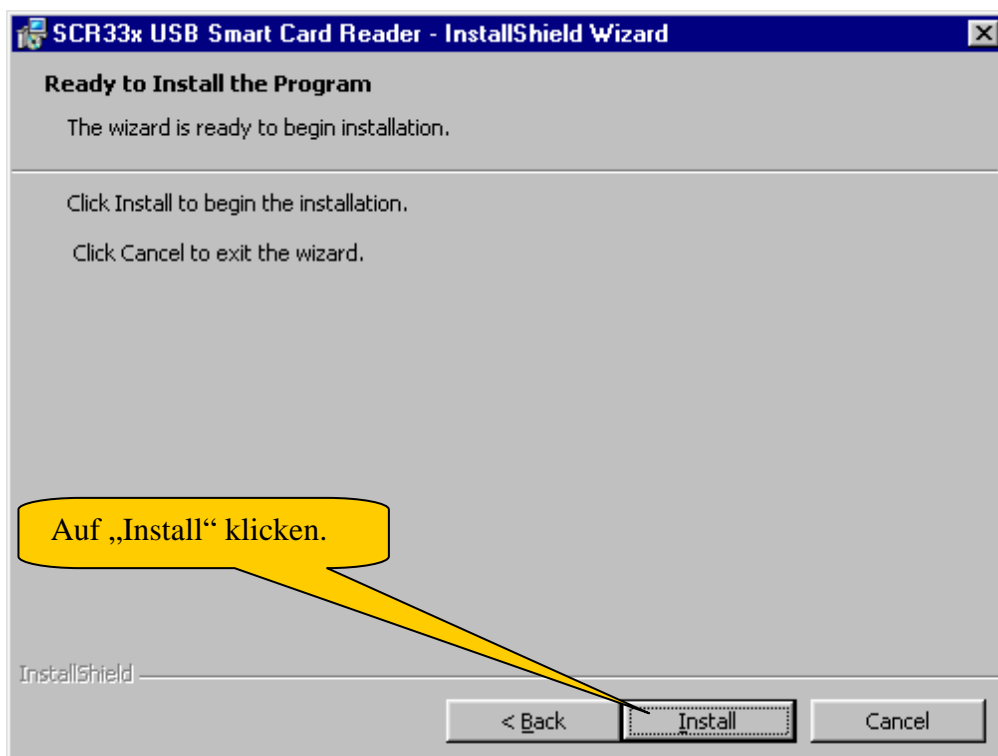 SCR33x USB Smart Card Reader - InstallShield Wizard
Ready to Install the Program
The wizard is ready to begin installation.
Click Install to begin the installation.
Click Cancel to exit the wizard.
Auf „Install“ klicken.
InstallShield
< Back Install Cancel